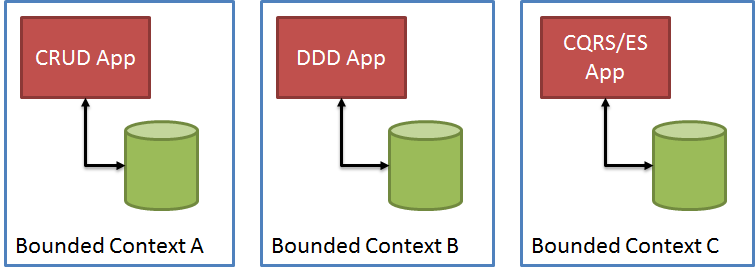 CRUD App
DDD App
CQRS/ES
App
Bounded Context A
Bounded Context B
Bounded Context C